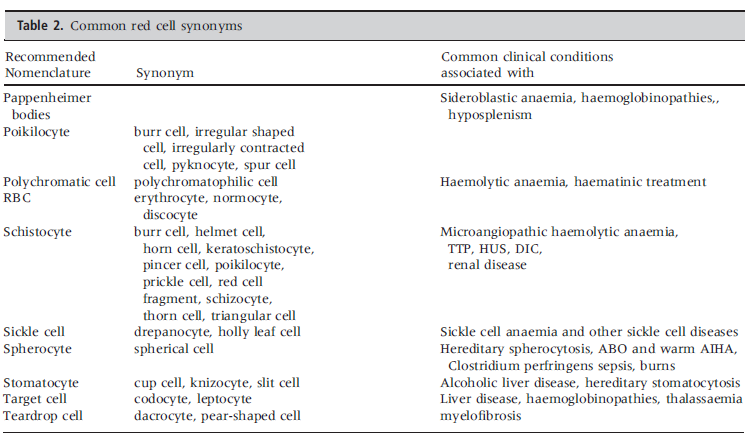 Table 2. Common red cell synonyms
Recommended Nomenclature Synonym Common clinical conditions associated with
Pappenheimer bodies Sideroblastic anaemia, haemoglobinopathies,, hyposplenism
Poikilocyte burr cell, irregular shaped
cell, irregularly contracted
cell, pyknocyte, spur cell
Polychromatic cell polychromatophilic cell Haemolytic anaemia, haematinic treatment
RBC erythrocyte, normocyte,
discocyte
Schistocyte burr cell, helmet cell, Microangiopathic haemolytic anaemia,
horn cell, keratoschistocyte, TTP, HUS, DIC,
pincer cell, poikilocyte, renal disease
prickle cell, red cell
fragment, schizocyte,
thorn cell, triangular cell
Sickle cell drepanocyte, holly leaf cell Sickle cell anaemia and other sickle cell diseases
Spherocyte spherical cell Hereditary spherocytosis, ABO and warm AIHA,
Clostridium perfringens sepsis, burns
Stomatocyte cup cell, knizocyte, slit cell Alcoholic liver disease, hereditary stomatocytosis
Target cell codocyte, leptocyte Liver disease, haemoglobinopathies, thalassaemia
Teardrop cell dacrocyte, pear-shaped cell myelofibrosis